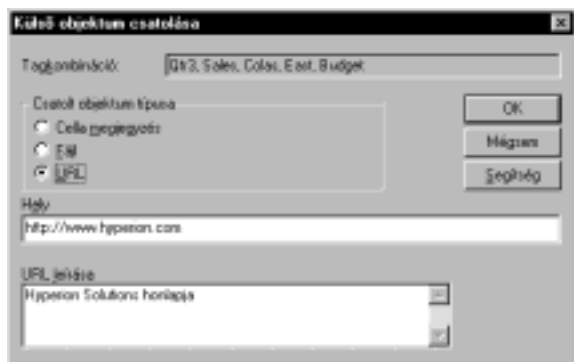 Külső objektum csatolása
Tagkombináció: Qtr3, Sales, Colas, East, Budget
Csatolt objektum típusa
Cella megjegyzés
Fájl
URL
OK
Mégsem
Segítség
Hely
http://www.hyperion.com
URL leírása
Hyperion Solutions honlapja